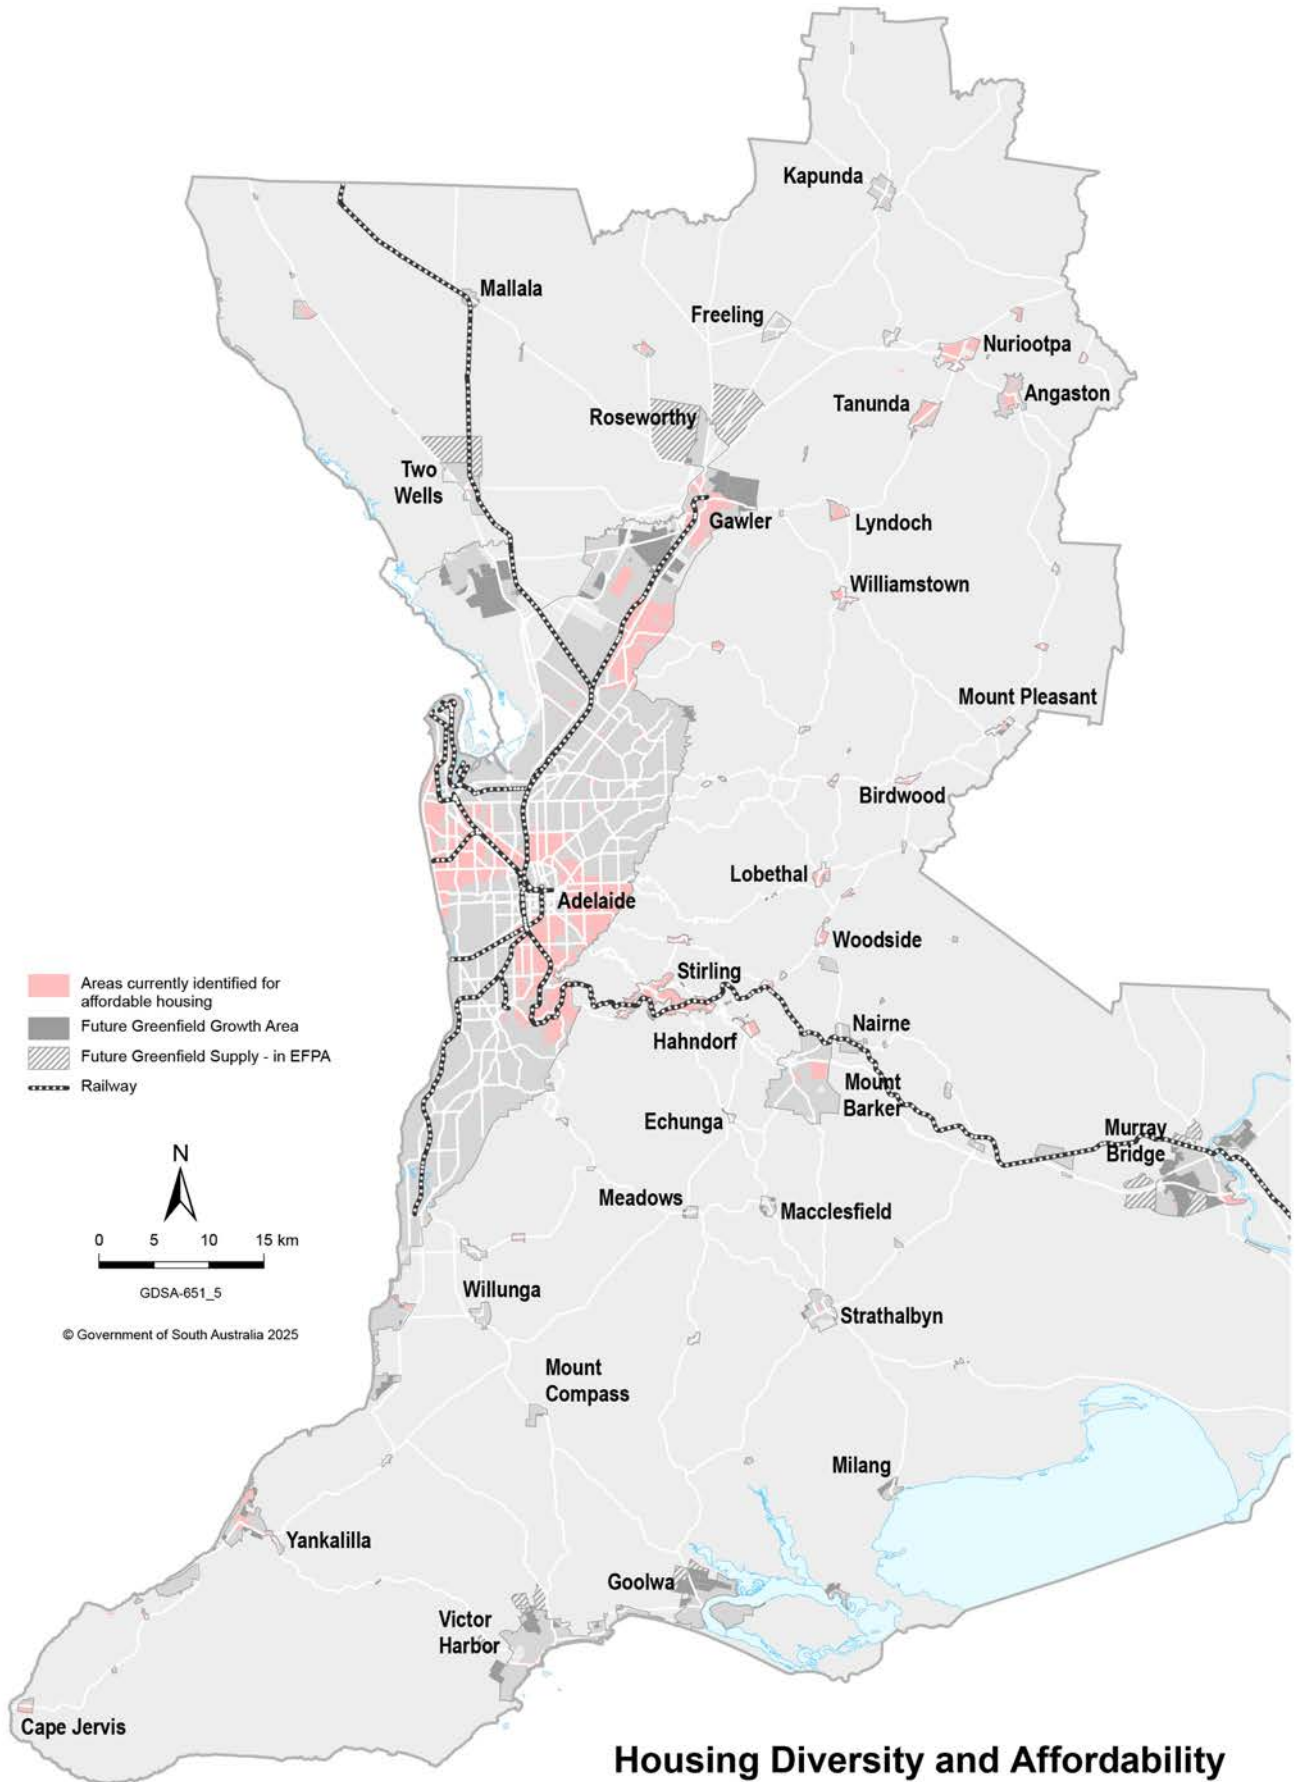 Kapunda
Mallala
Freeling
Nuriootpa
Angaston
Tanunda
Roseworthy
Two
Wells
Gawler
Lyndoch
Williamstown
Mount Pleasant
Birdwood
Lobethal
Adelaide
Woodside
Stirling
Areas currently identified for
affordable housing
Future Greenfield Growth Area
Future Greenfield Supply - in EFPA
Railway
Nairne
Hahndorf
Mount
Barker
Echunga
Murray
Bridge
N
Meadows
Macclesfield
0 5 10 15 km
GDSA-651_5
© Government of South Australia 2025
Willunga
Strathalbyn
Mount
Compass
Milang
Yankalilla
Goolwa
Victor
Harbor
Cape Jervis
Housing Diversity and Affordability